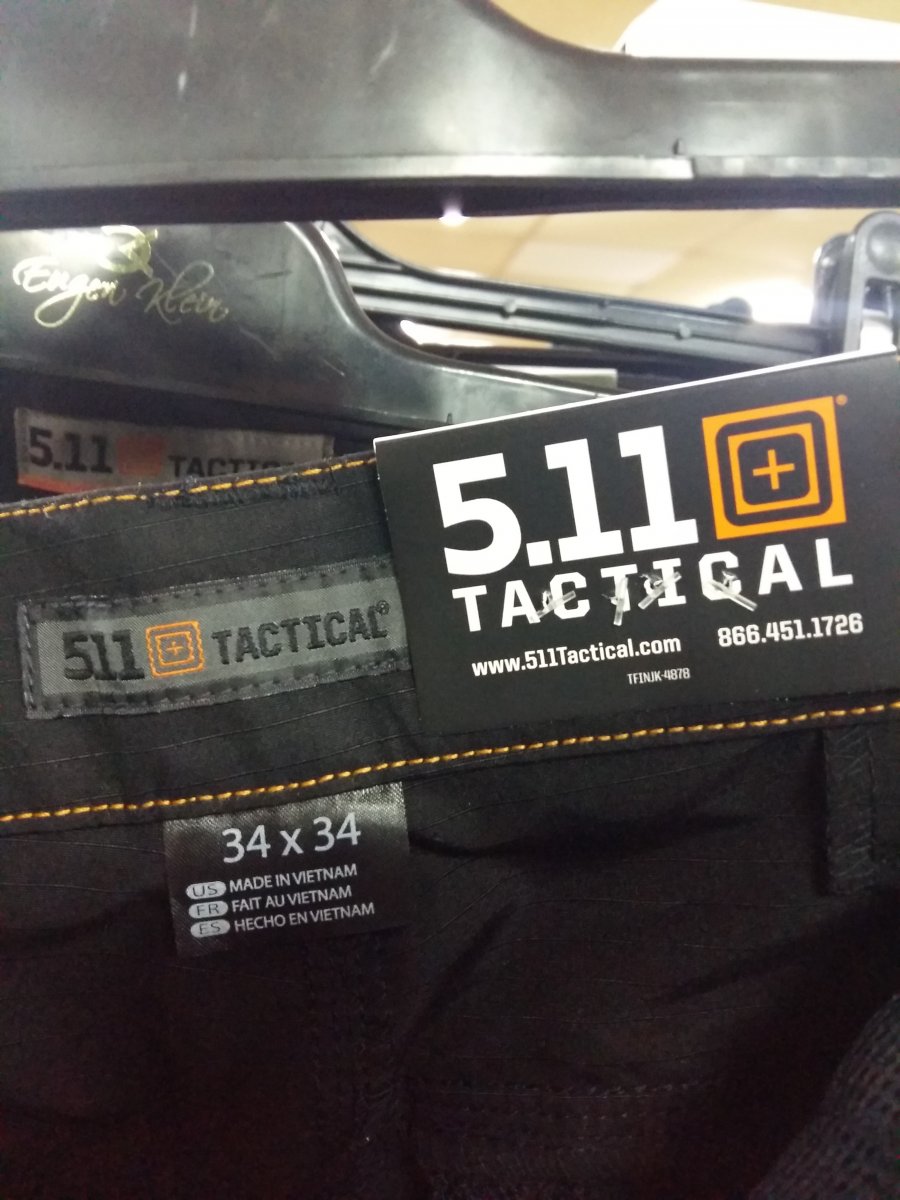 Eugen Klein
5.11 TACTIC
5.11 TACTICAL®
5.11®
TACTICAL
www.511Tactical.com 866.451.1726
TFINJK-4878
34 x 34
US MADE IN VIETNAM
FR FAIT AU VIETNAM
ES HECHO EN VIETNAM